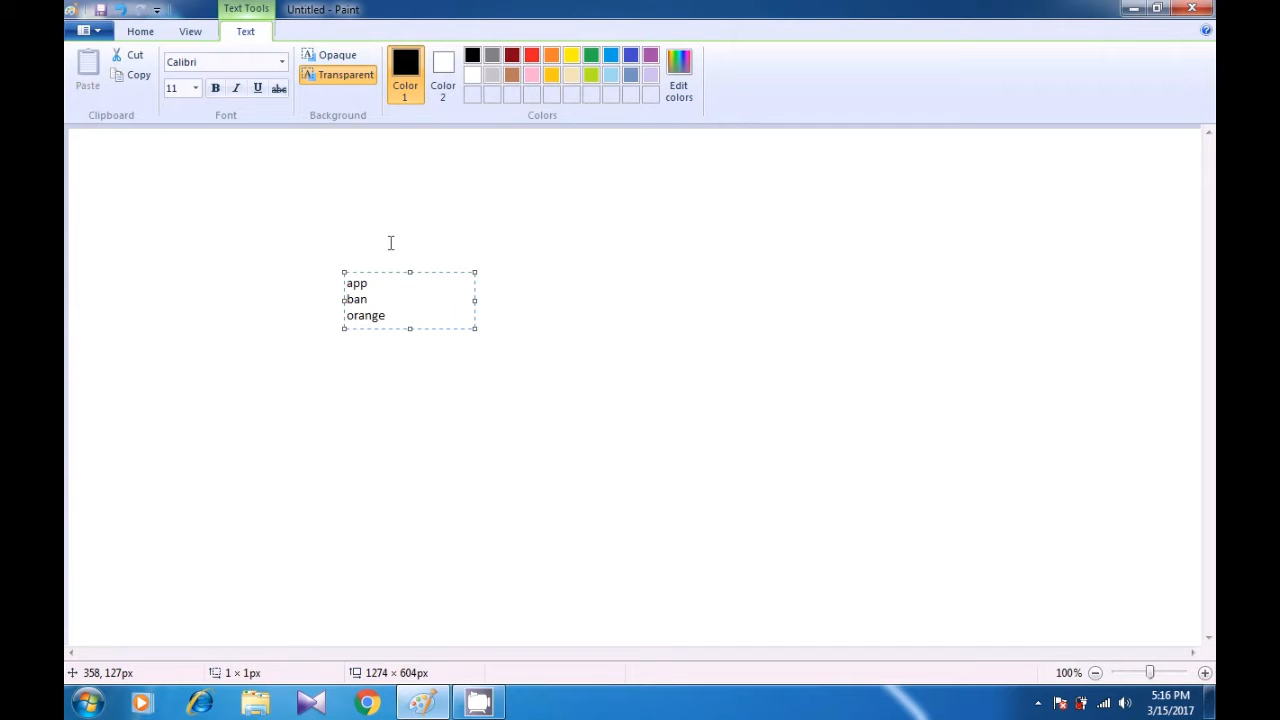 Text Tools
Untitled - Paint
Home
View
Text
Paste
Cut
Copy
Clipboard
Calibri
11
B I U abc
Font
Opaque
Transparent
Background
Color 1
Color 2
Edit colors
Colors
app
ban
orange
358, 127px
1 × 1px
1274 × 604px
100%
5:16 PM
3/15/2017